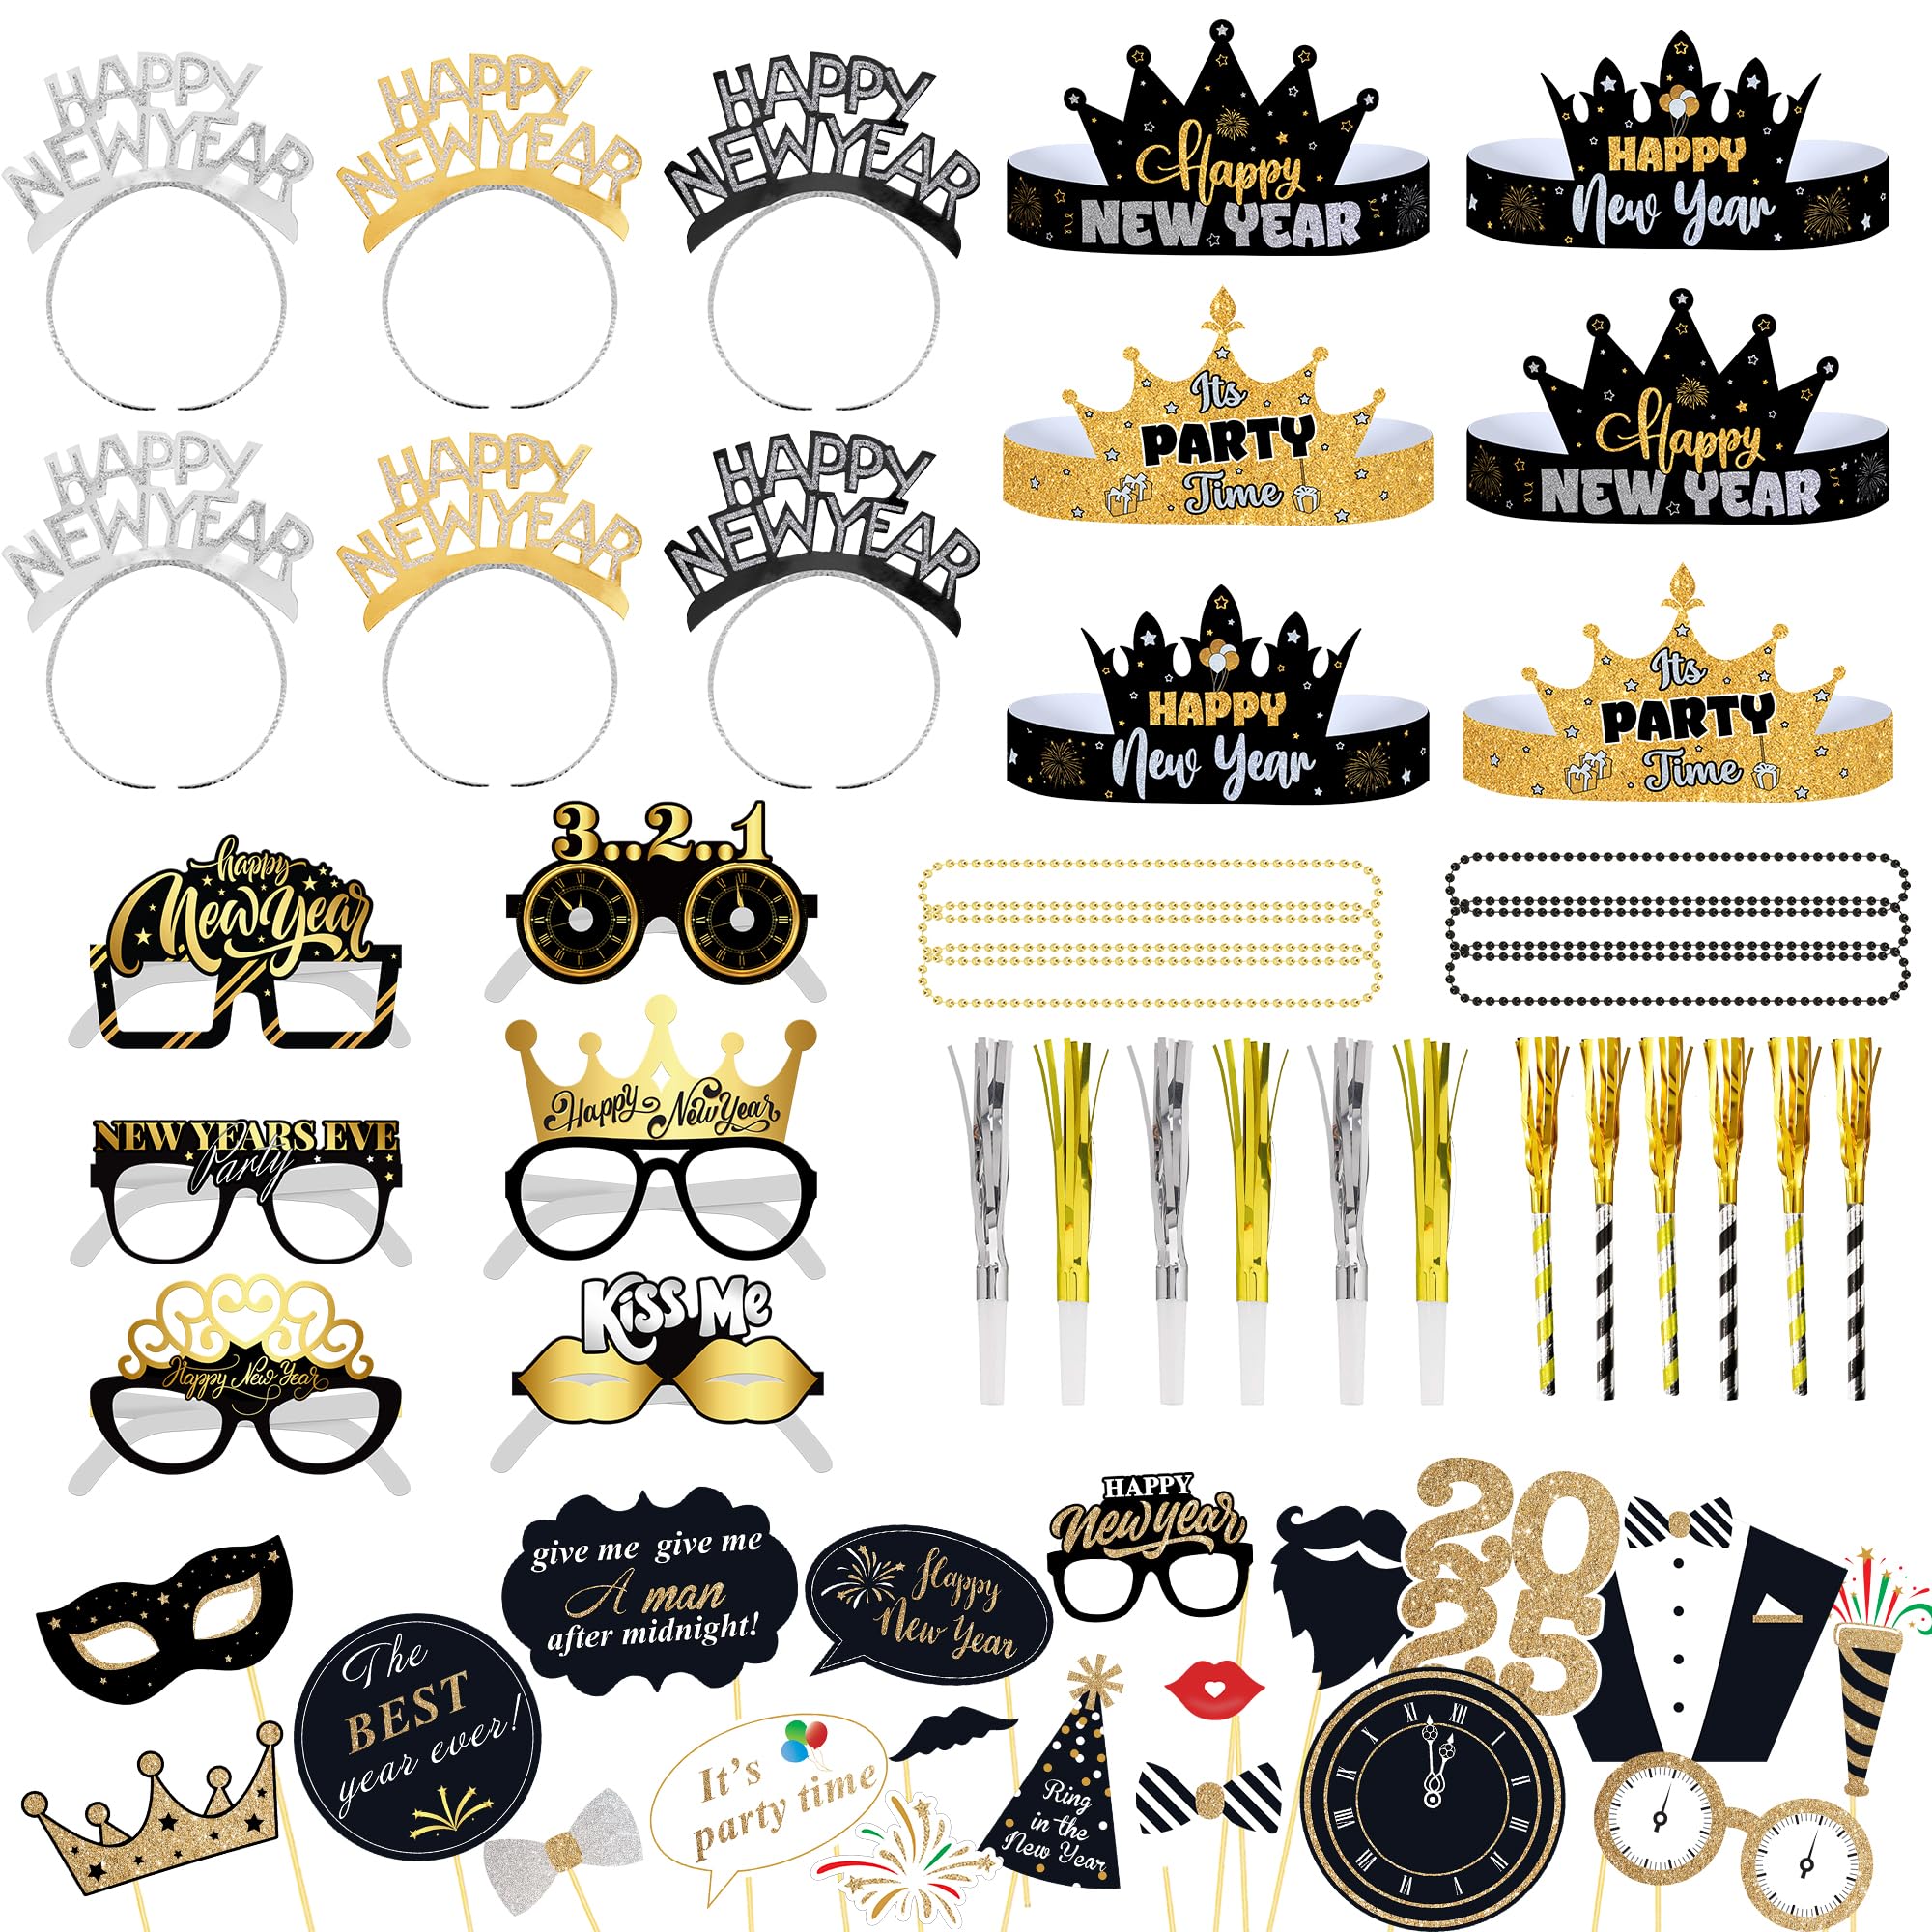 HAPPY
NEW YEAR
HAPPY
NEW YEAR
HAPPY
NEW YEAR
Happy
NEW YEAR
HAPPY
New Year
HAPPY
NEW YEAR
HAPPY
NEW YEAR
HAPPY
NEW YEAR
Its
PARTY
Time
Happy
NEW YEAR
HAPPY
New Year
Its
PARTY
Time
happy
New Year
3..2..1
NEW YEARS EVE
Party
Happy New Year
Happy New Year
Kiss Me
give me give me
A man
after midnight!
Happy
New Year
HAPPY
New year
20
25
The
BEST
year ever!
It's
party time
Ring
in the
New Year